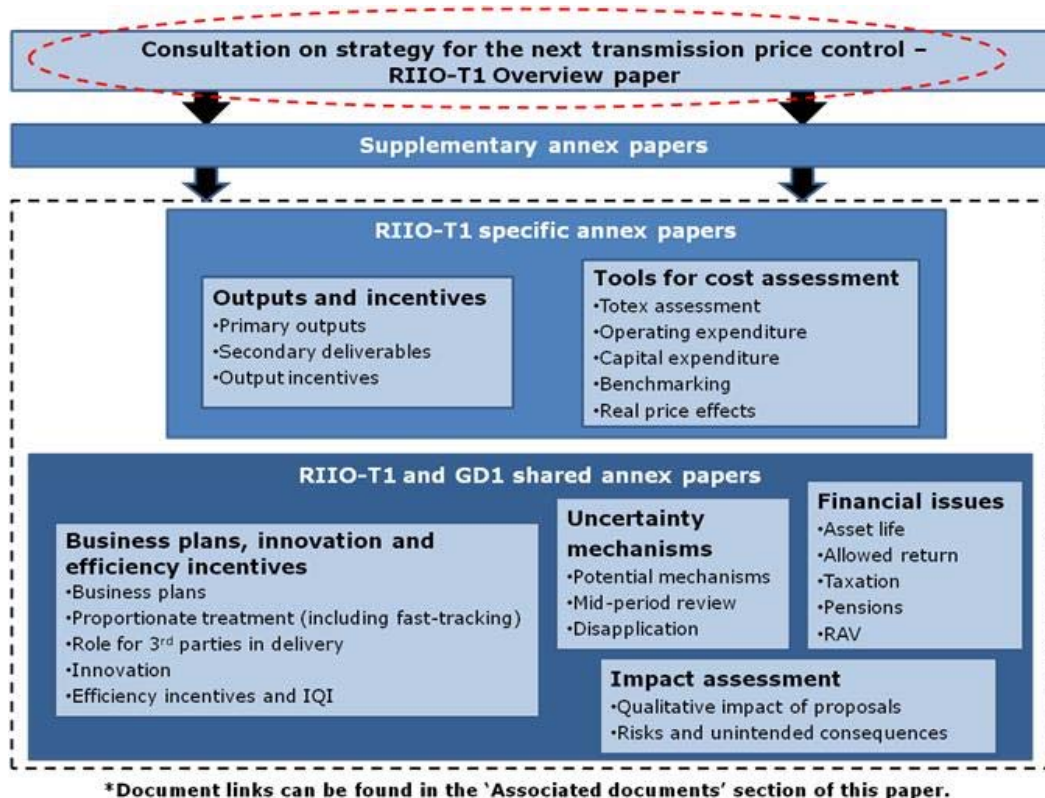 Consultation on strategy for the next transmission price control –
RIIO-T1 Overview paper
Supplementary annex papers
RIIO-T1 specific annex papers
Outputs and incentives
•Primary outputs
•Secondary deliverables
•Output incentives
Tools for cost assessment
•Totex assessment
•Operating expenditure
•Capital expenditure
•Benchmarking
•Real price effects
RIIO-T1 and GD1 shared annex papers
Business plans, innovation and
efficiency incentives
•Business plans
•Proportionate treatment (including fast-tracking)
•Role for 3rd parties in delivery
•Innovation
•Efficiency incentives and IQI
Uncertainty
mechanisms
•Potential mechanisms
•Mid-period review
•Disapplication
Financial issues
•Asset life
•Allowed return
•Taxation
•Pensions
•RAV
Impact assessment
•Qualitative impact of proposals
•Risks and unintended consequences
*Document links can be found in the ‘Associated documents’ section of this paper.